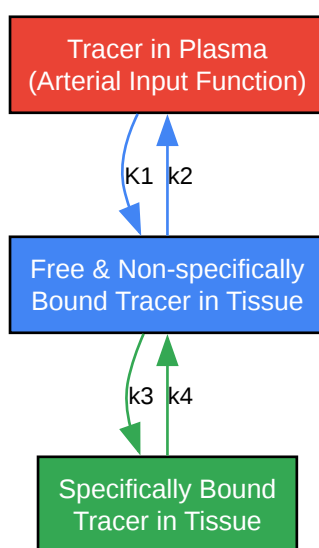 Tracer in Plasma
(Arterial Input Function)
K1
k2
Free & Non-specifically
Bound Tracer in Tissue
k3
k4
Specifically Bound
Tracer in Tissue